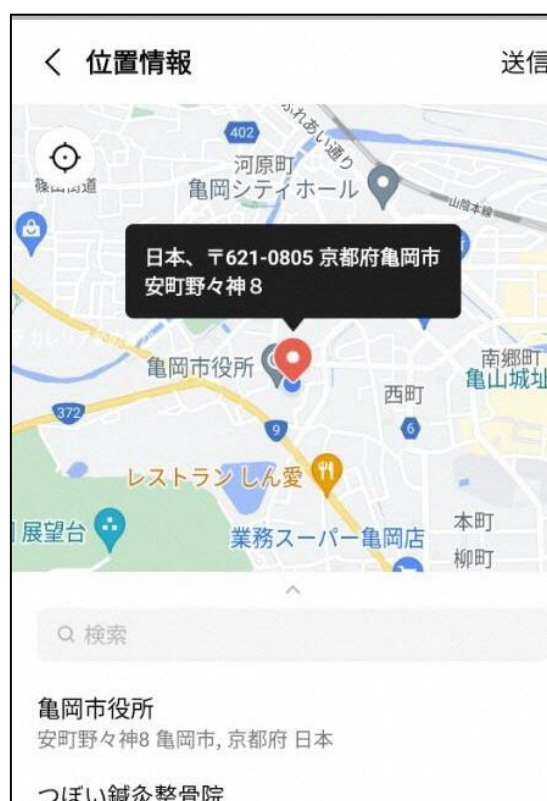 位置情報
送信
ふれあい通り
402
河原町
亀岡シティホール
篠山街道
山陰本線
日本、〒621-0805 京都府亀岡市
安町野々神８
亀岡市役所
南郷町
亀山城址
西町
372
9
6
レストラン しん愛
展望台
業務スーパー亀岡店
本町
柳町
検索
亀岡市役所
安町野々神8 亀岡市, 京都府 日本
つぼい鍼灸整骨院